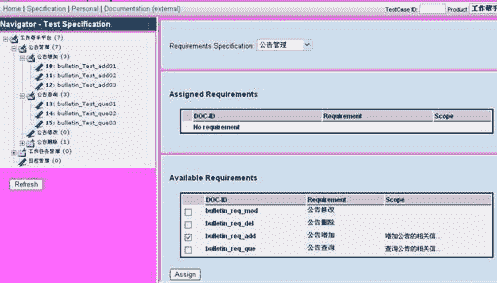 Home | Specification | Personal | Documentation (external)
TestCase ID: Product 工作帮手
Navigator - Test Specification
工作帮手平台 (7)
公告管理 (7)
公告增加 (3)
10: bulletin_Test_add01
11: bulletin_Test_add02
12: bulletin_Test_add03
公告查询 (3)
13: bulletin_Test_que01
14: bulletin_Test_que02
15: bulletin_Test_que03
公告修改 (0)
公告删除 (1)
工作任务管理 (0)
日程管理 (0)
Refresh
Requirements Specification: 公告管理
Assigned Requirements
DOC-ID Requirement Scope
No requirement
Available Requirements
DOC-ID Requirement Scope
bulletin_req_mod 公告修改
bulletin_req_del 公告删除
bulletin_req_add 公告增加 增加公告的相关信...
bulletin_req_que 公告查询 查询公告的相关信...
Assign